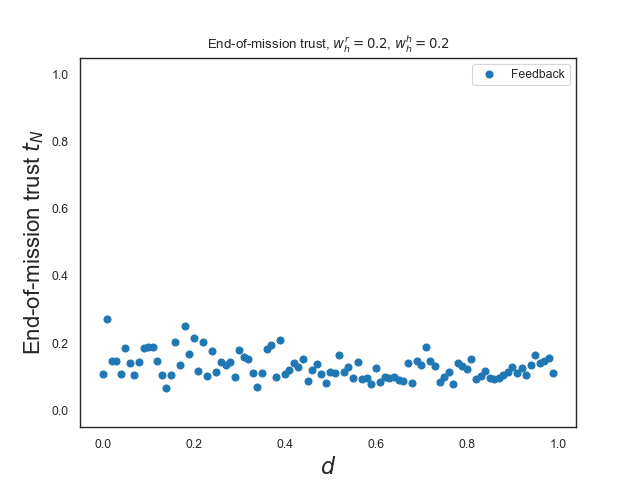 End-of-mission trust, $w_h^r = 0.2$, $w_h^h = 0.2$
Feedback
End-of-mission trust $t_N$
1.0
0.8
0.6
0.4
0.2
0.0
0.0 0.2 0.4 0.6 0.8 1.0
d